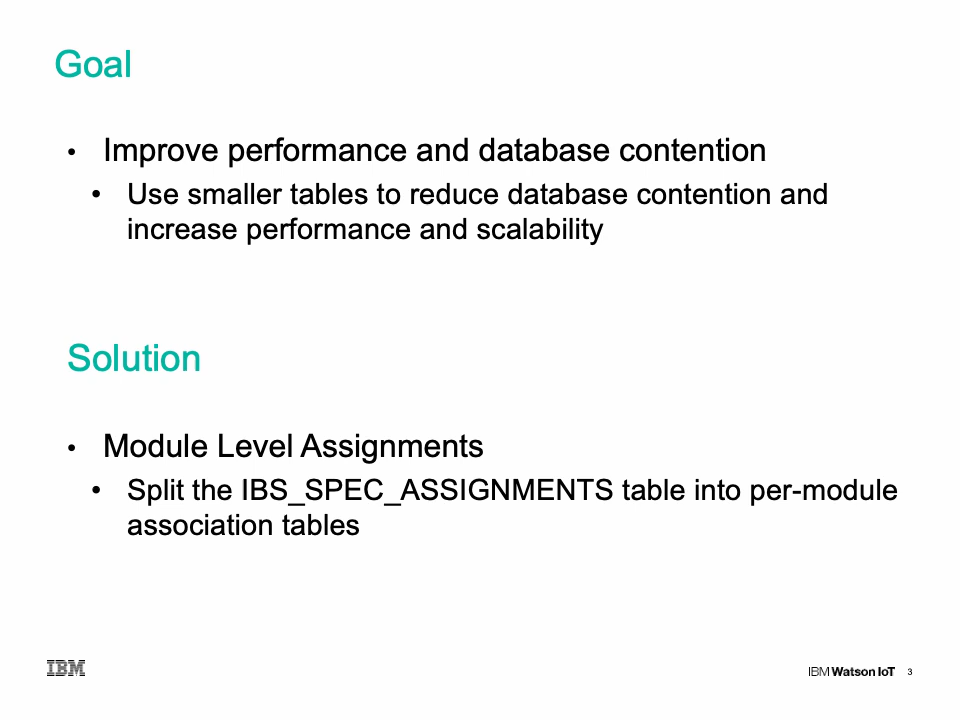 Goal
• Improve performance and database contention
• Use smaller tables to reduce database contention and
increase performance and scalability
Solution
• Module Level Assignments
• Split the IBS_SPEC_ASSIGNMENTS table into per-module
association tables
IBM
IBM Watson IoT 3